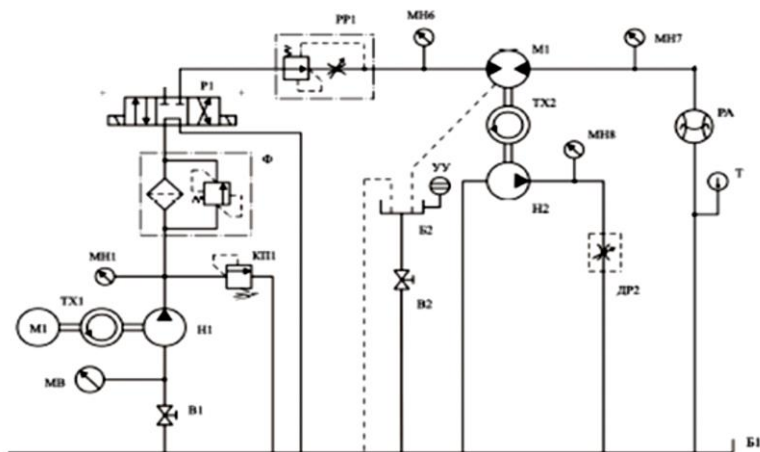 МН6
РР1
М1
МН7
Р1
ТХ2
РА
МН8
Ф
УУ
Т
Н2
Б2
МН1
КП1
ДР2
ТХ1
В2
М1
Н1
МВ
В1
Б1